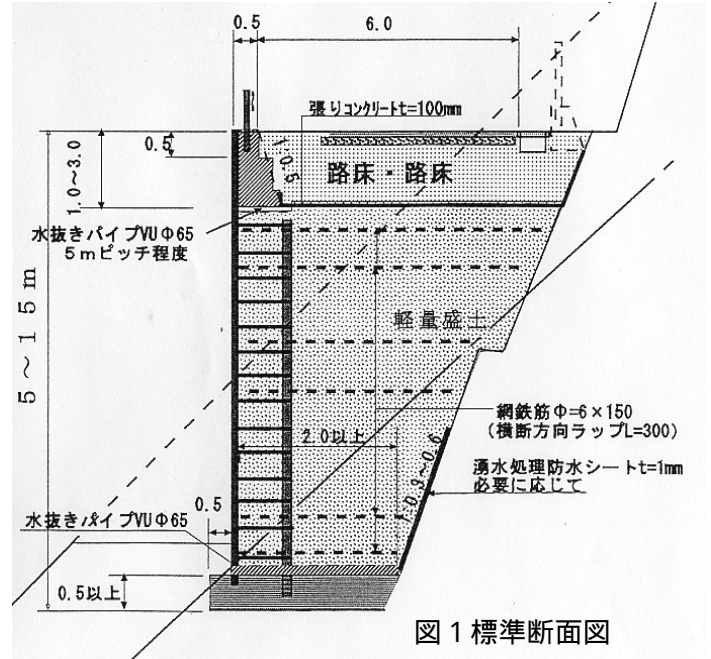 0.5
6.0
張りコンクリートt=100mm
0.5
1:0.5
1.0~3.0
路床・路床
水抜きパイプVUΦ65
5mピッチ程度
軽量盛土
5~15m
網鉄筋Φ=6×150
(横断方向ラップL=300)
2.0以上
0.3~0.6
湧水処理防水シートt=1mm
必要に応じて
0.5
水抜きパイプVUΦ65
0.5以上
図1標準断面図